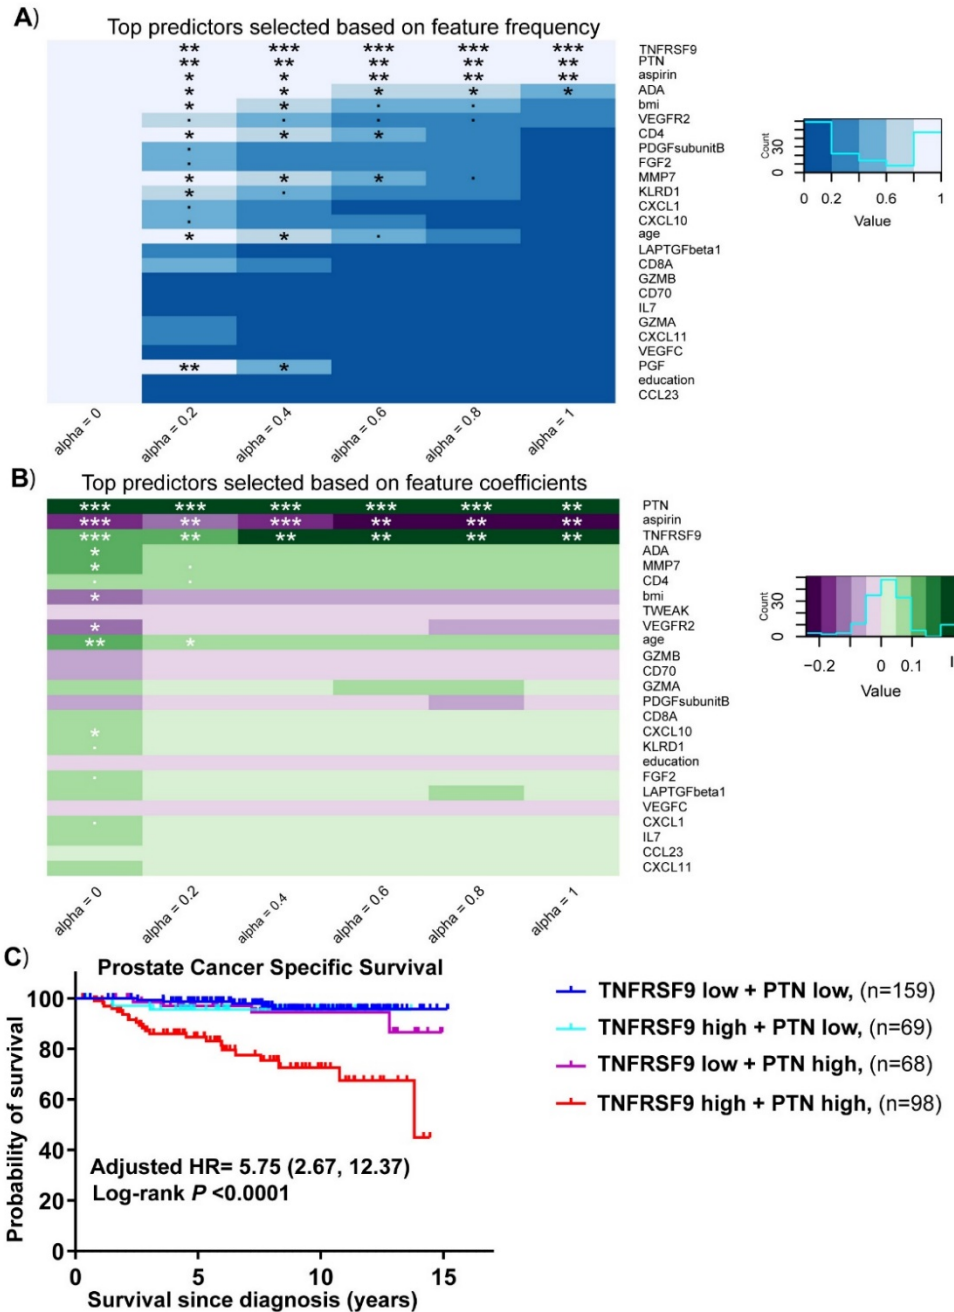 A)
Top predictors selected based on feature frequency
** *** *** *** *** TNFRSF9
** ** ** ** ** PTN
* * ** ** ** aspirin
* * * * * ADA
* * . . bmi
. . . . VEGFR2
* * * CD4
. PDGFsubunitB
. FGF2
* * * . MMP7
* . KLRD1
. CXCL1
. CXCL10
* * . age
LAPTGFbeta1
CD8A
GZMB
CD70
IL7
GZMA
CXCL11
VEGFC
** * PGF
education
CCL23
alpha = 0 alpha = 0.2 alpha = 0.4 alpha = 0.6 alpha = 0.8 alpha = 1
Count
0 30
0 0.2 0.6 1
Value
B)
Top predictors selected based on feature coefficients
*** *** *** *** *** ** PTN
*** ** *** ** ** ** aspirin
*** ** ** ** ** ** TNFRSF9
* ADA
* . MMP7
. . CD4
* bmi
TWEAK
* VEGFR2
** * age
GZMB
CD70
GZMA
PDGFsubunitB
CD8A
* CXCL10
. KLRD1
education
. FGF2
LAPTGFbeta1
VEGFC
. CXCL1
IL7
CCL23
CXCL11
alpha = 0 alpha = 0.2 alpha = 0.4 alpha = 0.6 alpha = 0.8 alpha = 1
Count
0 30
−0.2 0 0.1
Value
C)
Prostate Cancer Specific Survival
Probability of survival
100
80
60
40
20
0
Adjusted HR= 5.75 (2.67, 12.37)
Log-rank P <0.0001
0 5 10 15
Survival since diagnosis (years)
TNFRSF9 low + PTN low, (n=159)
TNFRSF9 high + PTN low, (n=69)
TNFRSF9 low + PTN high, (n=68)
TNFRSF9 high + PTN high, (n=98)